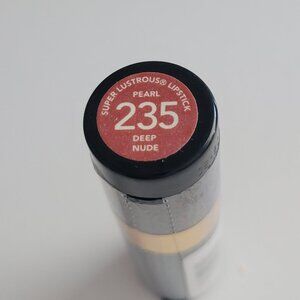 SUPER LUSTROUS® LIPSTICK
PEARL
235
DEEP
NUDE